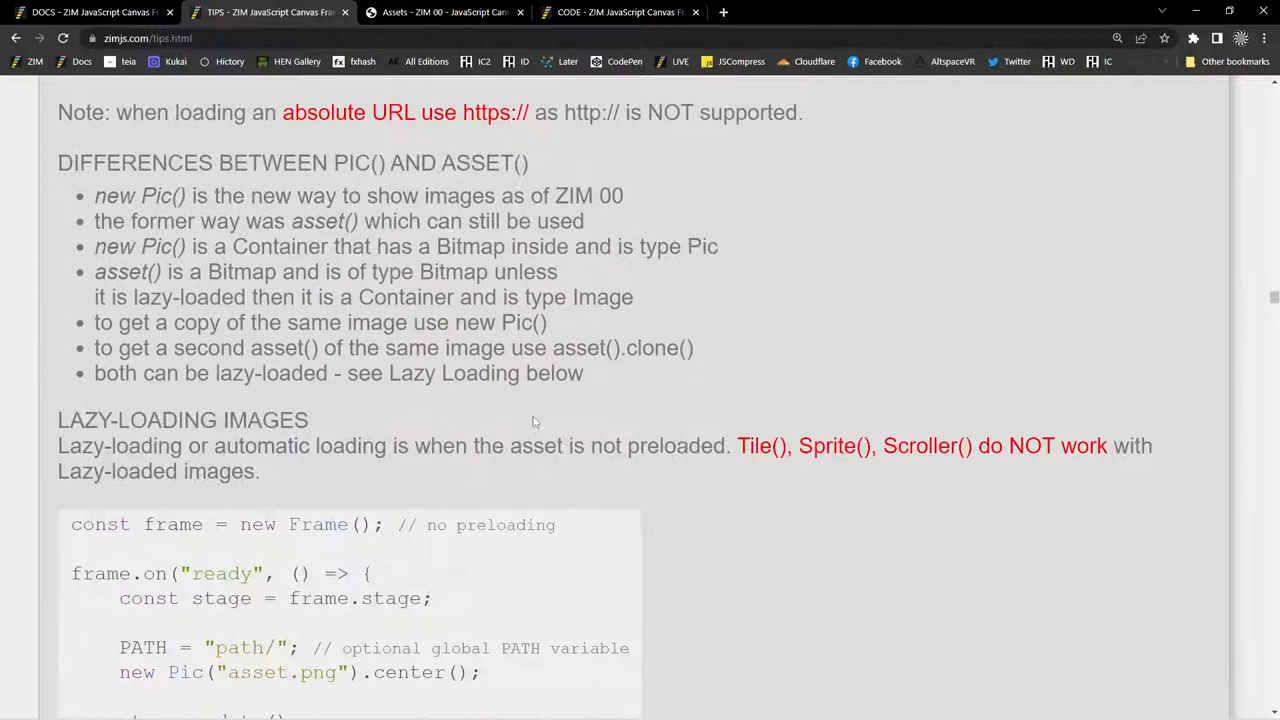 DOCS - ZIM JavaScript Canvas F
TIPS - ZIM JavaScript Canvas Fra
Assets - ZIM 00 - JavaScript Canv
CODE - ZIM JavaScript Canvas Fr
zimjs.com/tips.html
ZIM
Docs
teia
Kukai
Hictory
HEN Gallery
fxhash
All Editions
IC2
ID
Later
CodePen
LIVE
JSCompress
Cloudflare
Facebook
AltspaceVR
Twitter
WD
IC
Other bookmarks
Note: when loading an absolute URL use https:// as http:// is NOT supported.
DIFFERENCES BETWEEN PIC() AND ASSET()
• new Pic() is the new way to show images as of ZIM 00
• the former way was asset() which can still be used
• new Pic() is a Container that has a Bitmap inside and is type Pic
• asset() is a Bitmap and is of type Bitmap unless
it is lazy-loaded then it is a Container and is type Image
• to get a copy of the same image use new Pic()
• to get a second asset() of the same image use asset().clone()
• both can be lazy-loaded - see Lazy Loading below
LAZY-LOADING IMAGES
Lazy-loading or automatic loading is when the asset is not preloaded. Tile(), Sprite(), Scroller() do NOT work with
Lazy-loaded images.
const frame = new Frame(); // no preloading
frame.on("ready", () => {
const stage = frame.stage;
PATH = "path/"; // optional global PATH variable
new Pic("asset.png").center();